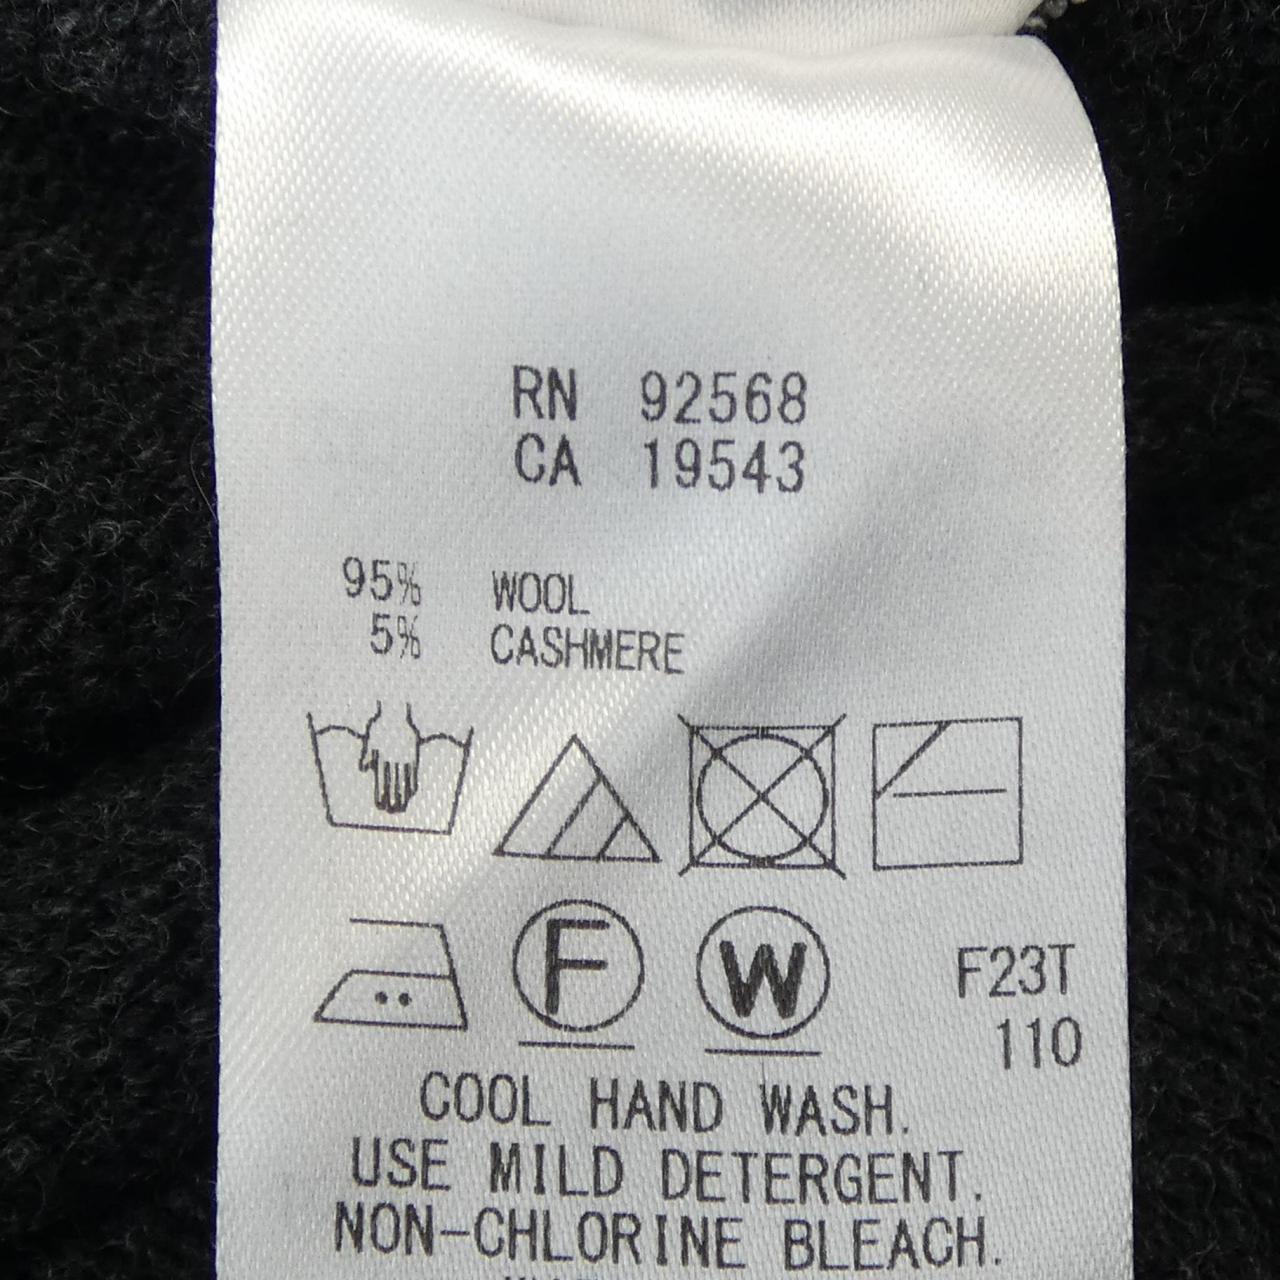 RN 92568
CA 19543
95% WOOL
5% CASHMERE
F
W
F23T
110
COOL HAND WASH.
USE MILD DETERGENT.
NON-CHLORINE BLEACH.